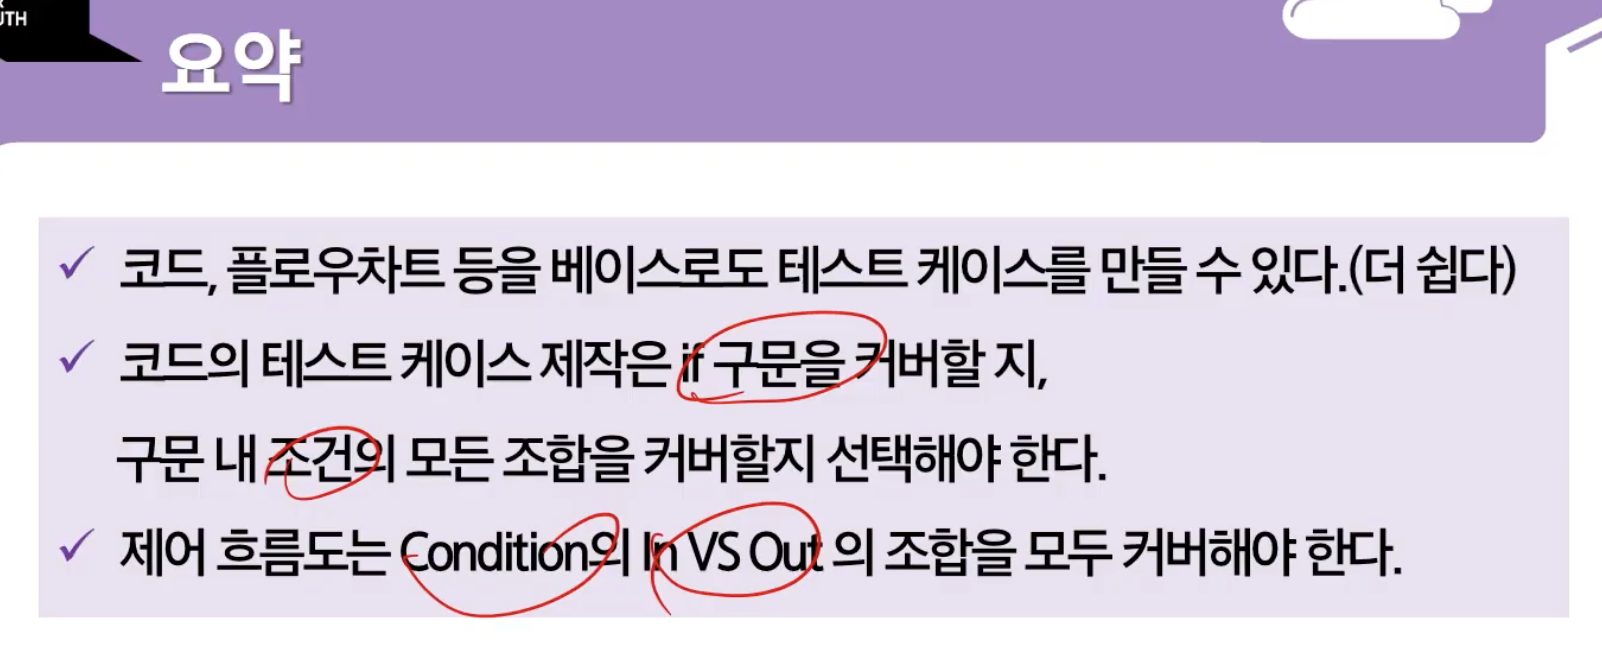 UTH
요약
✓ 코드, 플로우차트 등을 베이스로도 테스트 케이스를 만들 수 있다.(더 쉽다)
✓ 코드의 테스트 케이스 제작은 if 구문을 커버할 지,
구문 내 조건의 모든 조합을 커버할지 선택해야 한다.
✓ 제어 흐름도는 Condition의 In VS Out 의 조합을 모두 커버해야 한다.